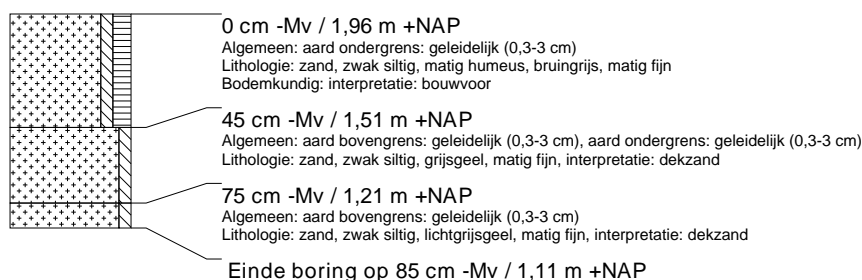 0 cm -Mv / 1,96 m +NAP
Algemeen: aard ondergrens: geleidelijk (0,3-3 cm)
Lithologie: zand, zwak siltig, matig humeus, bruingrijs, matig fijn
Bodemkundig: interpretatie: bouwvoor
45 cm -Mv / 1,51 m +NAP
Algemeen: aard bovengrens: geleidelijk (0,3-3 cm), aard ondergrens: geleidelijk (0,3-3 cm)
Lithologie: zand, zwak siltig, grijsgeel, matig fijn, interpretatie: dekzand
75 cm -Mv / 1,21 m +NAP
Algemeen: aard bovengrens: geleidelijk (0,3-3 cm)
Lithologie: zand, zwak siltig, lichtgrijsgeel, matig fijn, interpretatie: dekzand
Einde boring op 85 cm -Mv / 1,11 m +NAP